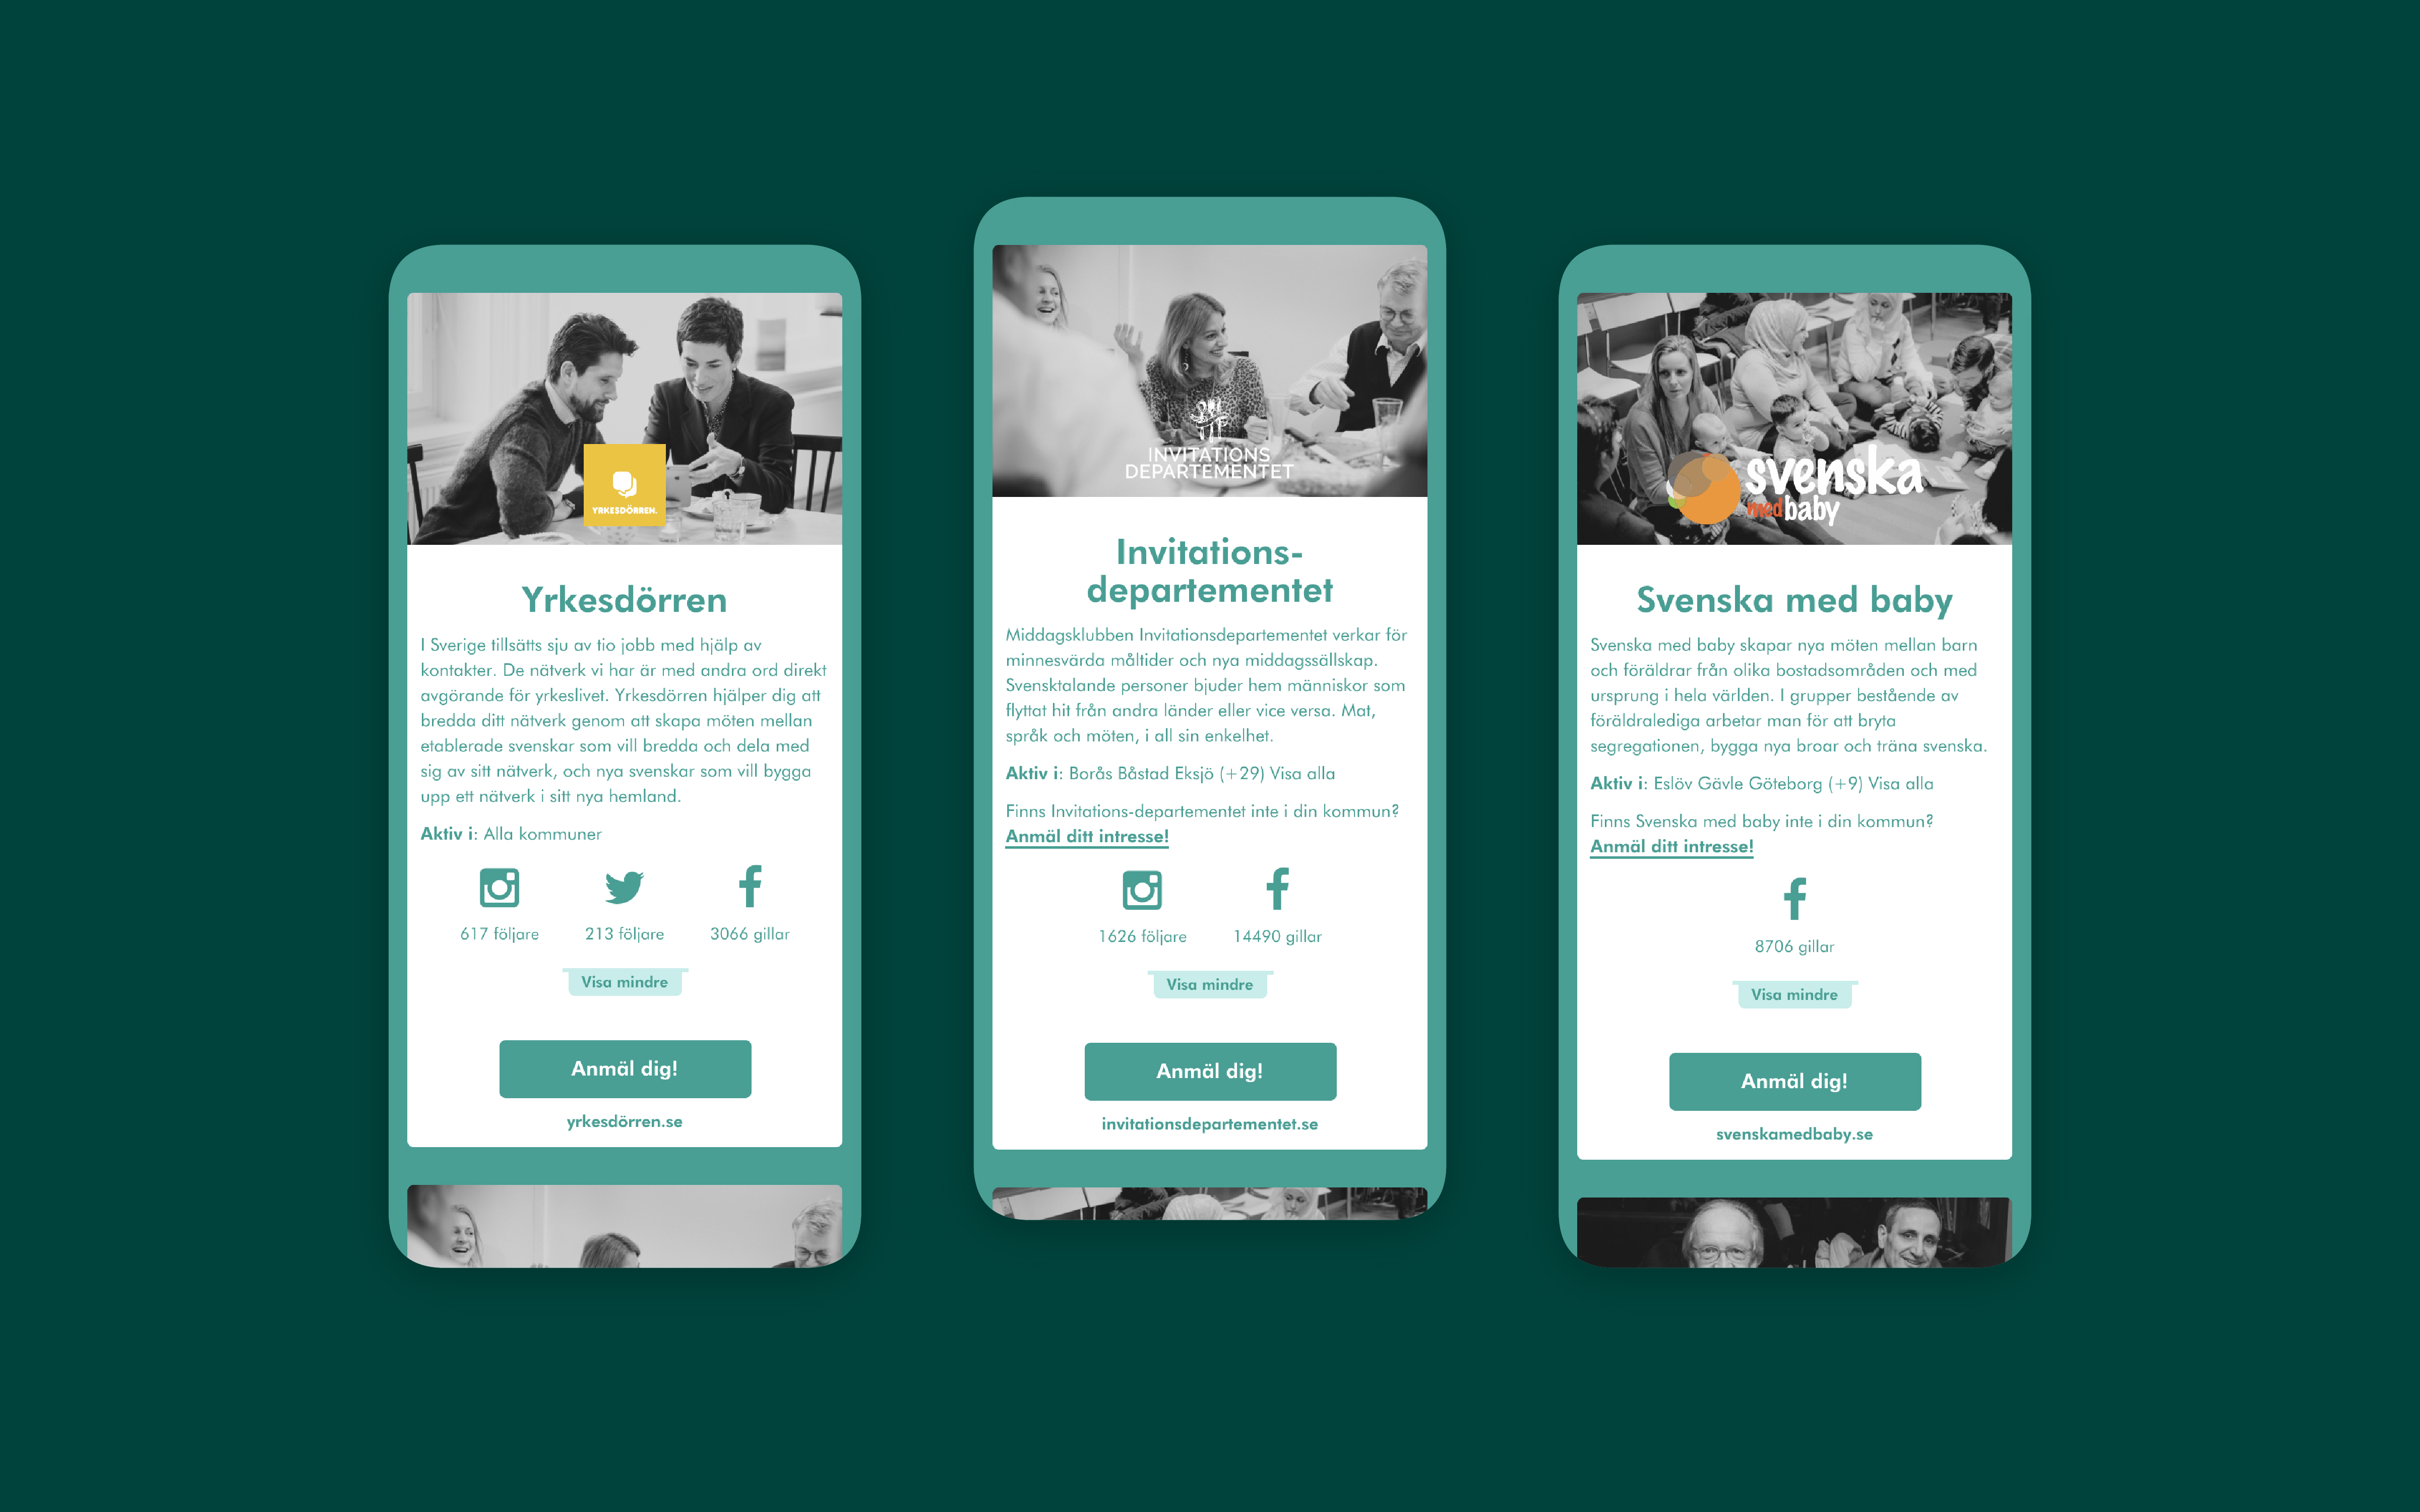 YRKESDÖRREN.
Yrkesdörren
I Sverige tillsätts sju av tio jobb med hjälp av
kontakter. De nätverk vi har är med andra ord direkt
avgörande för yrkeslivet. Yrkesdörren hjälper dig att
bredda ditt nätverk genom att skapa möten mellan
etablerade svenskar som vill bredda och dela med
sig av sitt nätverk, och nya svenskar som vill bygga
upp ett nätverk i sitt nya hemland.
Aktiv i: Alla kommuner
617 följare 213 följare 3066 gillar
Visa mindre
Anmäl dig!
yrkesdörren.se
INVITATIONS
DEPARTEMENTET
Invitations-
departementet
Middagsklubben Invitationsdepartementet verkar för
minnesvärda måltider och nya middagssällskap.
Svensktalande personer bjuder hem människor som
flyttat hit från andra länder eller vice versa. Mat,
språk och möten, i all sin enkelhet.
Aktiv i: Borås Båstad Eksjö (+29) Visa alla
Finns Invitations-departementet inte i din kommun?
Anmäl ditt intresse!
1626 följare 14490 gillar
Visa mindre
Anmäl dig!
invitationsdepartementet.se
svenska
med baby
Svenska med baby
Svenska med baby skapar nya möten mellan barn
och föräldrar från olika bostadsområden och med
ursprung i hela världen. I grupper bestående av
föräldralediga arbetar man för att bryta
segregationen, bygga nya broar och träna svenska.
Aktiv i: Eslöv Gävle Göteborg (+9) Visa alla
Finns Svenska med baby inte i din kommun?
Anmäl ditt intresse!
8706 gillar
Visa mindre
Anmäl dig!
svenskamedbaby.se